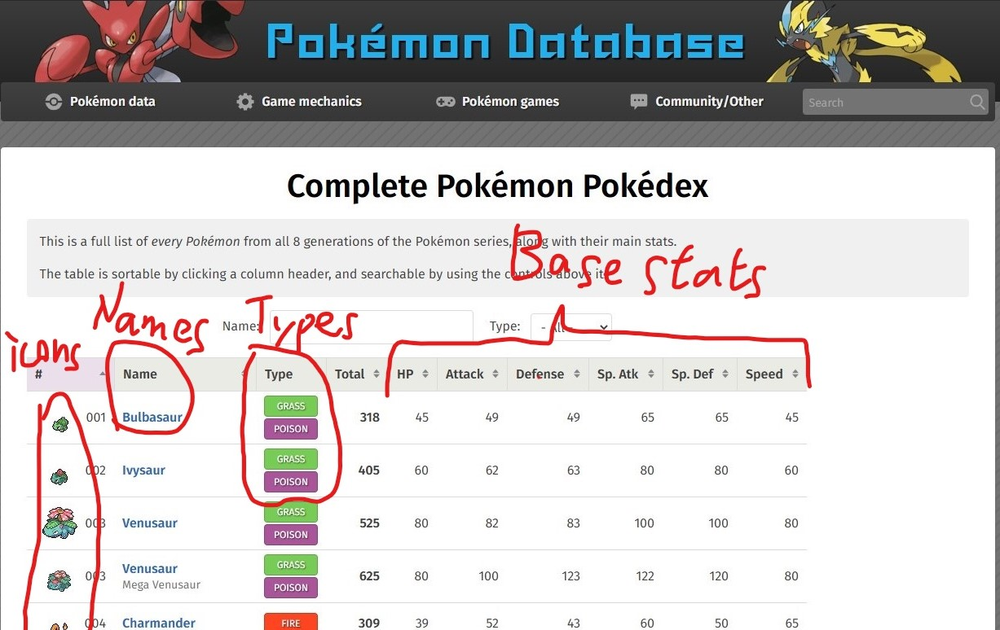 Pokémon Database
Pokémon data Game mechanics Pokémon games Community/Other Search
Complete Pokémon Pokédex
This is a full list of every Pokémon from all 8 generations of the Pokémon series, along with their main stats.
The table is sortable by clicking a column header, and searchable by using the controls above it
Base stats
Names Types
Name: Type: - All -
icons
# Name Type Total HP Attack Defense Sp. Atk Sp. Def Speed
001 Bulbasaur GRASS POISON 318 45 49 49 65 65 45
002 Ivysaur GRASS POISON 405 60 62 63 80 80 60
003 Venusaur GRASS POISON 525 80 82 83 100 100 80
003 Venusaur Mega Venusaur GRASS POISON 625 80 100 123 122 120 80
004 Charmander FIRE 309 39 52 43 60 50 65